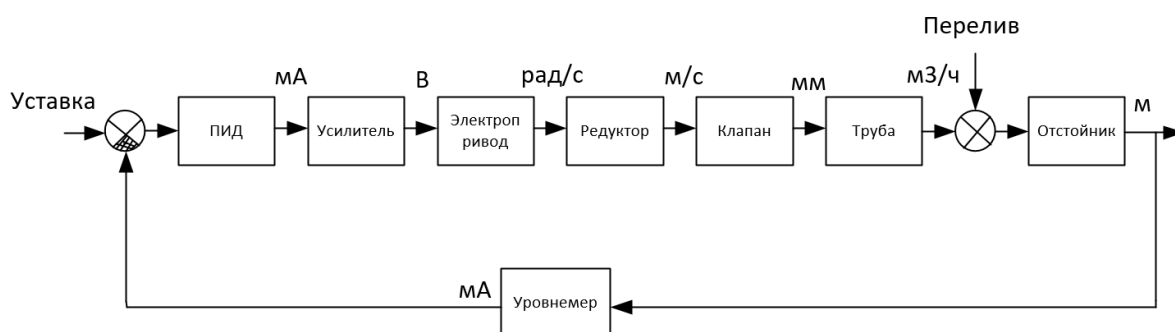 Перелив
мА
В
рад/с
м/с
мм
м3/ч
м
Уставка
ПИД
Усилитель
Электроп
ривод
Редуктор
Клапан
Труба
Отстойник
мА
Уровнемер